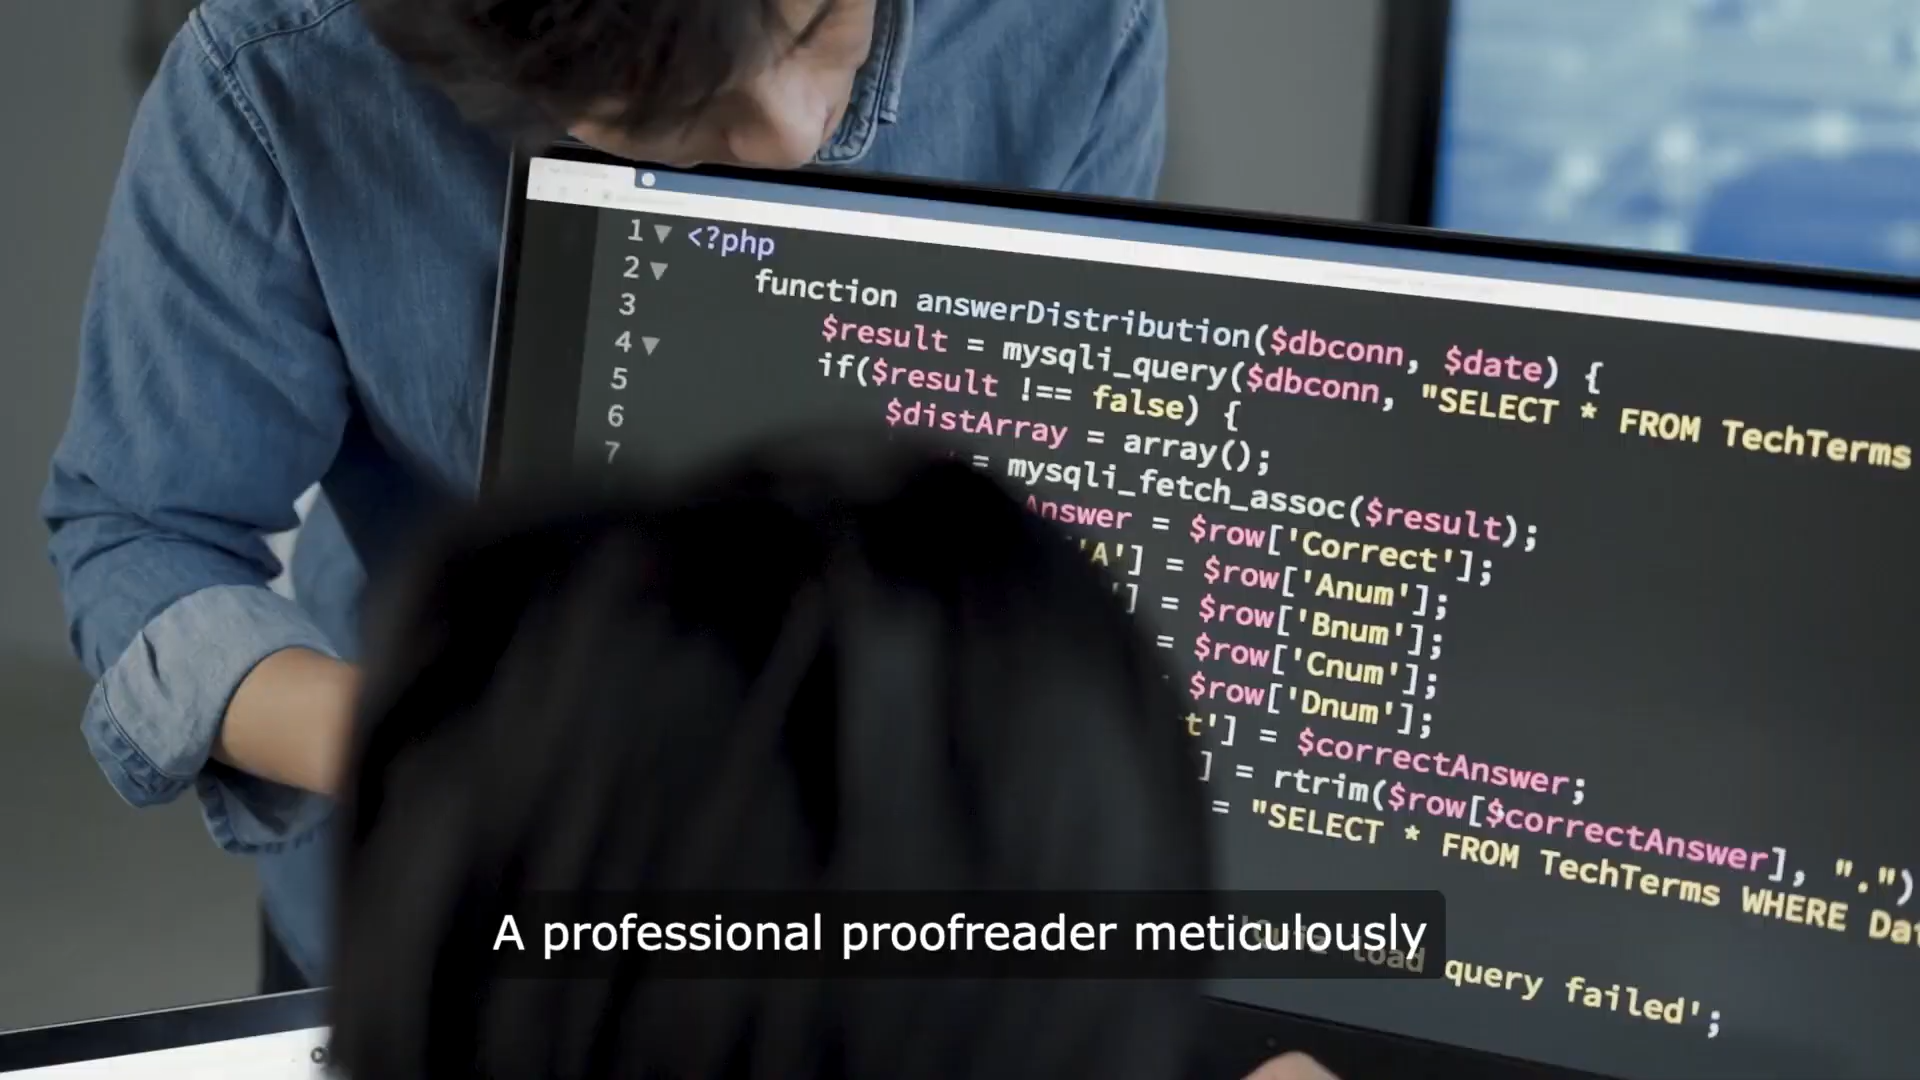 1 <?php
2 function answerDistribution($dbconn, $date) {
3 $result = mysqli_query($dbconn, "SELECT * FROM TechTerms
4 if($result !== false) {
5 $distArray = array();
6 = mysqli_fetch_assoc($result);
7 Answer = $row['Correct'];
'A'] = $row['Anum'];
'] = $row['Bnum'];
= $row['Cnum'];
$row['Dnum'];
t'] = $correctAnswer;
] = rtrim($row[$correctAnswer], ".")
= "SELECT * FROM TechTerms WHERE Dat
load query failed';
A professional proofreader meticulously